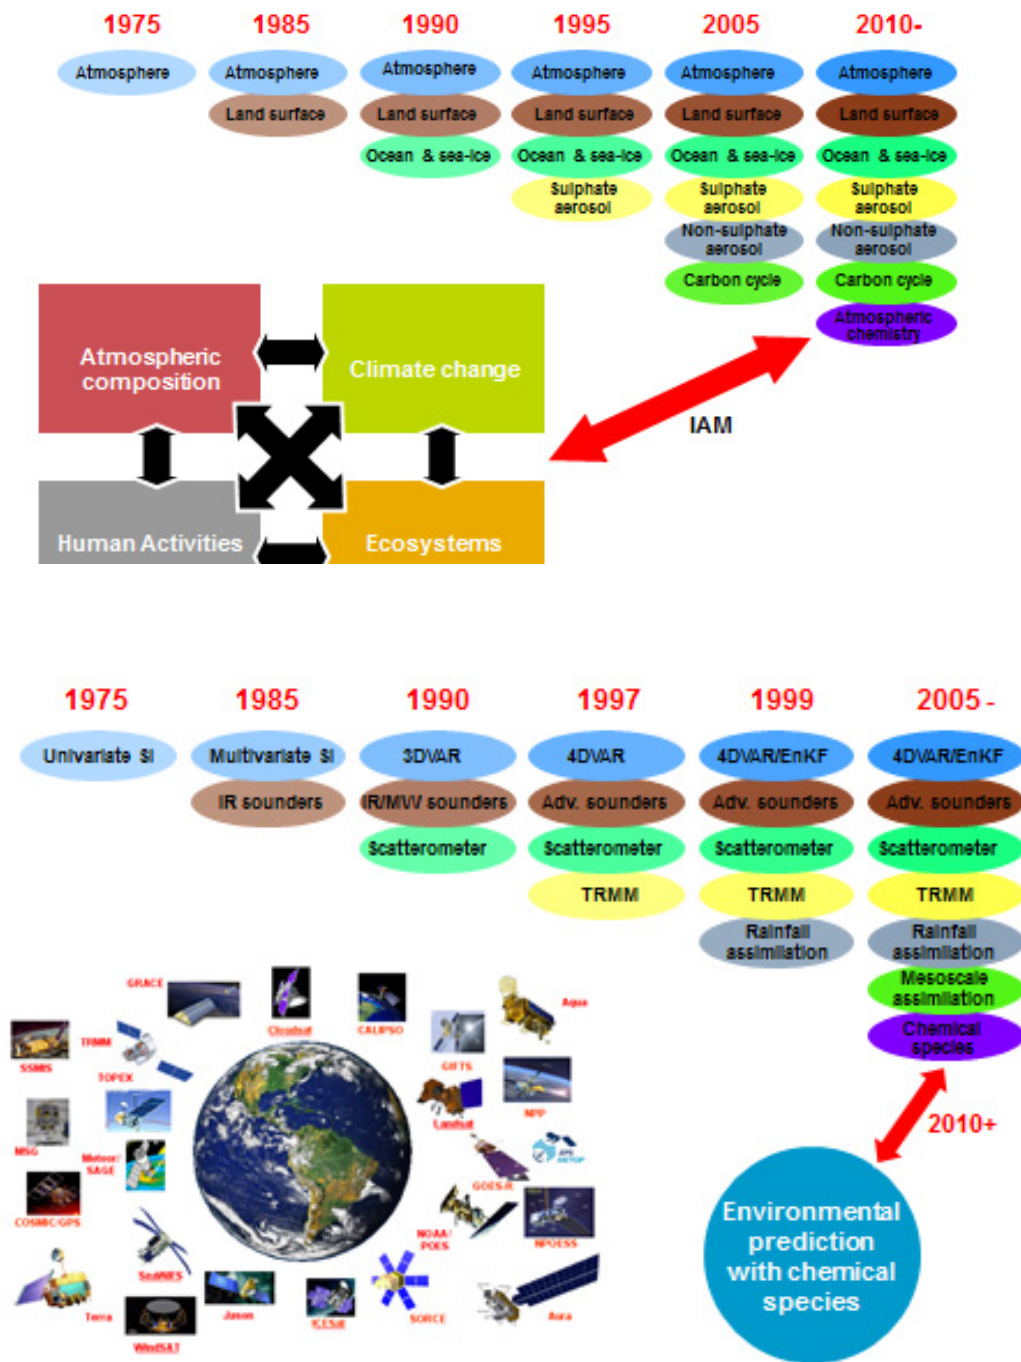 1975 1985 1990 1995 2005 2010-
Atmosphere Atmosphere Atmosphere Atmosphere Atmosphere Atmosphere
Land surface Land surface Land surface Land surface Land surface
Ocean & sea-ice Ocean & sea-ice Ocean & sea-ice Ocean & sea-ice
Sulphate Sulphate Sulphate
aerosol aerosol aerosol
Non-sulphate Non-sulphate
aerosol aerosol
Carbon cycle Carbon cycle
Atmospheric
chemistry
Atmospheric
composition
Climate change
IAM
Human Activities
Ecosystems
1975 1985 1990 1997 1999 2005 -
Univariate SI Multivariate SI 3DVAR 4DVAR 4DVAR/EnKF 4DVAR/EnKF
IR sounders IR/MW sounders Adv. sounders Adv. sounders Adv. sounders
Scatterometer Scatterometer Scatterometer Scatterometer
TRMM TRMM TRMM
Rainfall Rainfall
assimilation assimilation
Mesoscale
assimilation
Chemical
species
2010+
Environmental
prediction
with chemical
species
GRACE
Cloudsat
CALIPSO
Aqua
TRMM
SSMIS
TOPEX
GIFTS
NPP
Landsat
MSG
Meteor/
SAGE
EPS
METOP
GOES-R
COSMIC/GPS
NOAA/
POES
NPOESS
SeaWiFS
Terra
WindSAT
Jason
ICESat
SORCE
Aura